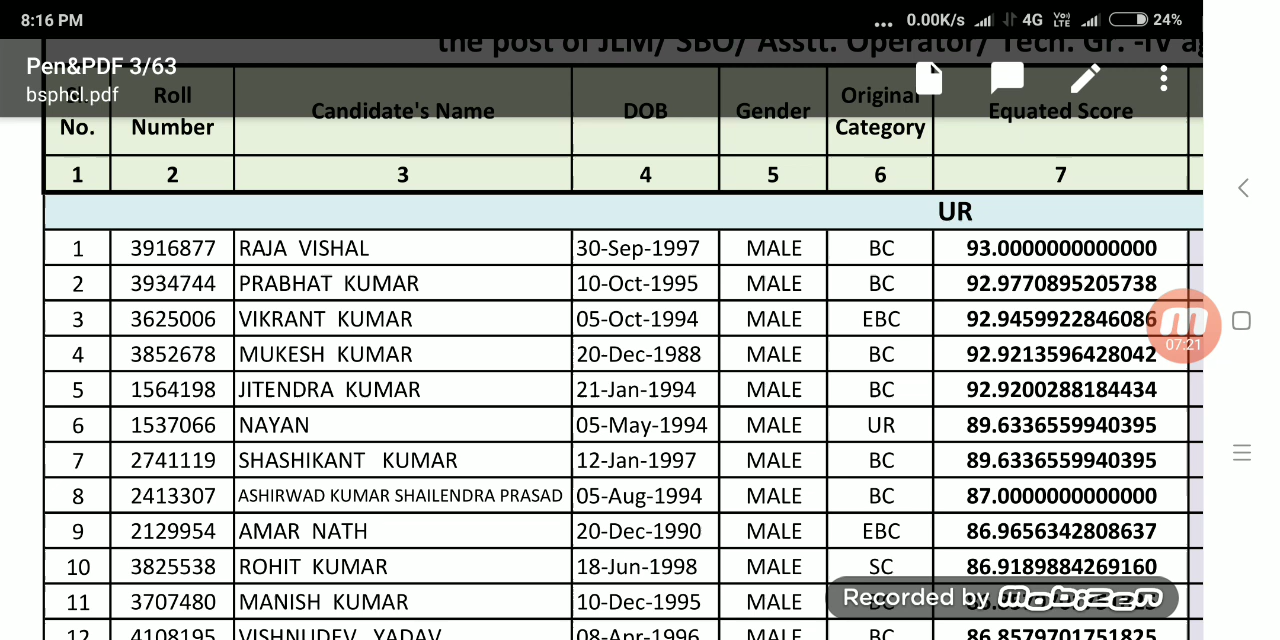 8:16 PM ... 0.00K/s 4G VoLTE 24%
the post of JLM/ SBO/ Asstt. Operator/ Tech. Gr. -IV
Pen&PDF 3/63
bsphcl.pdf
Sl. No. Roll Number Candidate's Name DOB Gender Original Category Equated Score
1 2 3 4 5 6 7
UR
1 3916877 RAJA VISHAL 30-Sep-1997 MALE BC 93.0000000000000
2 3934744 PRABHAT KUMAR 10-Oct-1995 MALE BC 92.9770895205738
3 3625006 VIKRANT KUMAR 05-Oct-1994 MALE EBC 92.9459922846086
4 3852678 MUKESH KUMAR 20-Dec-1988 MALE BC 92.9213596428042
5 1564198 JITENDRA KUMAR 21-Jan-1994 MALE BC 92.9200288184434
6 1537066 NAYAN 05-May-1994 MALE UR 89.6336559940395
7 2741119 SHASHIKANT KUMAR 12-Jan-1997 MALE BC 89.6336559940395
8 2413307 ASHIRWAD KUMAR SHAILENDRA PRASAD 05-Aug-1994 MALE BC 87.0000000000000
9 2129954 AMAR NATH 20-Dec-1990 MALE EBC 86.9656342808637
10 3825538 ROHIT KUMAR 18-Jun-1998 MALE SC 86.9189884269160
11 3707480 MANISH KUMAR 10-Dec-1995 MALE
12 4108195 VISHNUDEV YADAV 08-Apr-1996 MALE BC 86.8579701751825
07:21
Recorded by mobizen